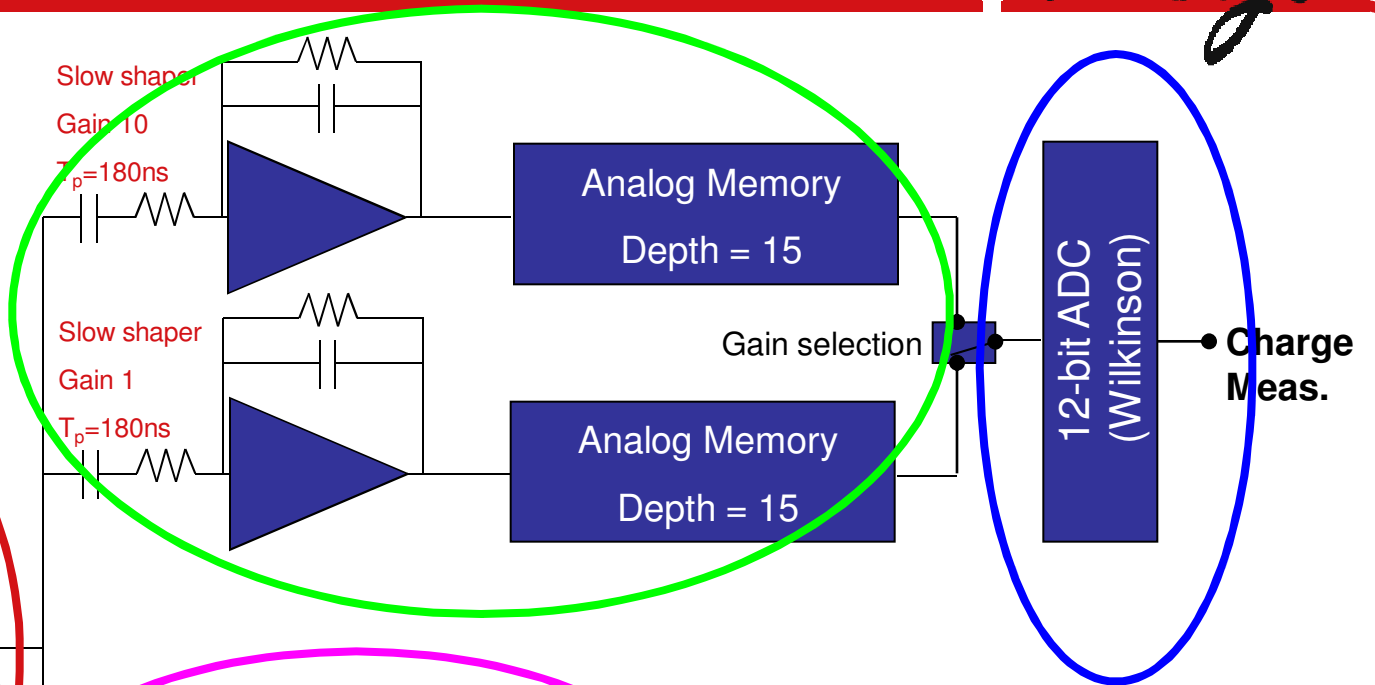 Slow shaper
Gain 10
Tp=180ns
Analog Memory
Depth = 15
Slow shaper
Gain 1
Tp=180ns
Analog Memory
Depth = 15
Gain selection
12-bit ADC
(Wilkinson)
Charge
Meas.